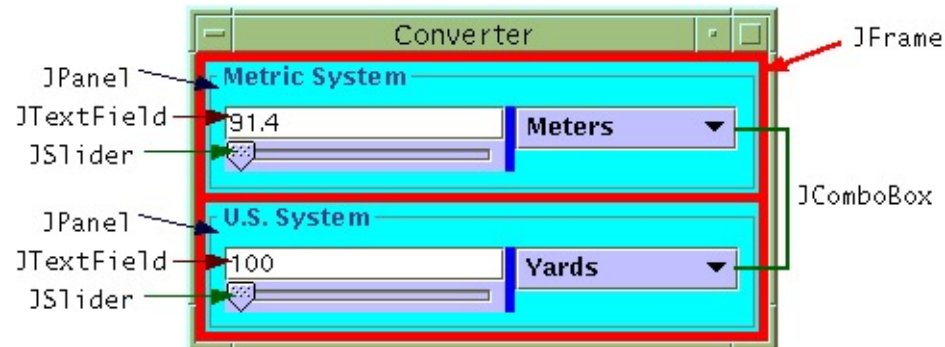 Converter
JFrame
JPanel
Metric System
JTextField
91.4
Meters
JSlider
JComboBox
JPanel
U.S. System
JTextField
100
Yards
JSlider